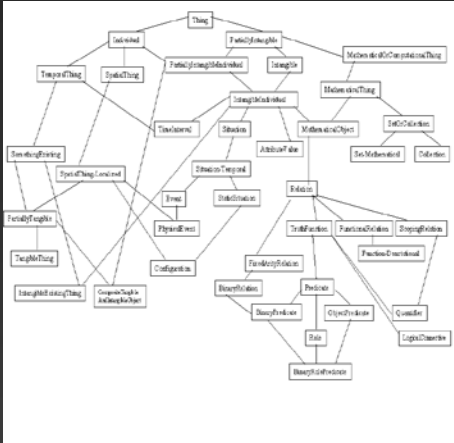 Thing
Individual
PartiallyIntangible
MathematicalOrComputationalThing
TemporalThing
SpatialThing
PartiallyIntangibleIndividual
Intangible
MathematicalThing
IntangibleIndividual
SetOrCollection
TimeInterval
Situation
MathematicalObject
AttributeValue
Set-Mathematical
Collection
SomethingExisting
SpatialThing-Localized
Situation-Temporal
Relation
Event
StaticSituation
PartiallyTangible
PhysicalEvent
TruthFunction
FunctionalRelation
ScopingRelation
TangibleThing
Configuration
FixedArityRelation
Function-Denotational
IntangibleExistingThing
CompositeTangible
AndIntangibleObject
BinaryRelation
Predicate
BinaryPredicate
ObjectPredicate
Quantifier
Role
LogicalConnective
BinaryRolePredicate